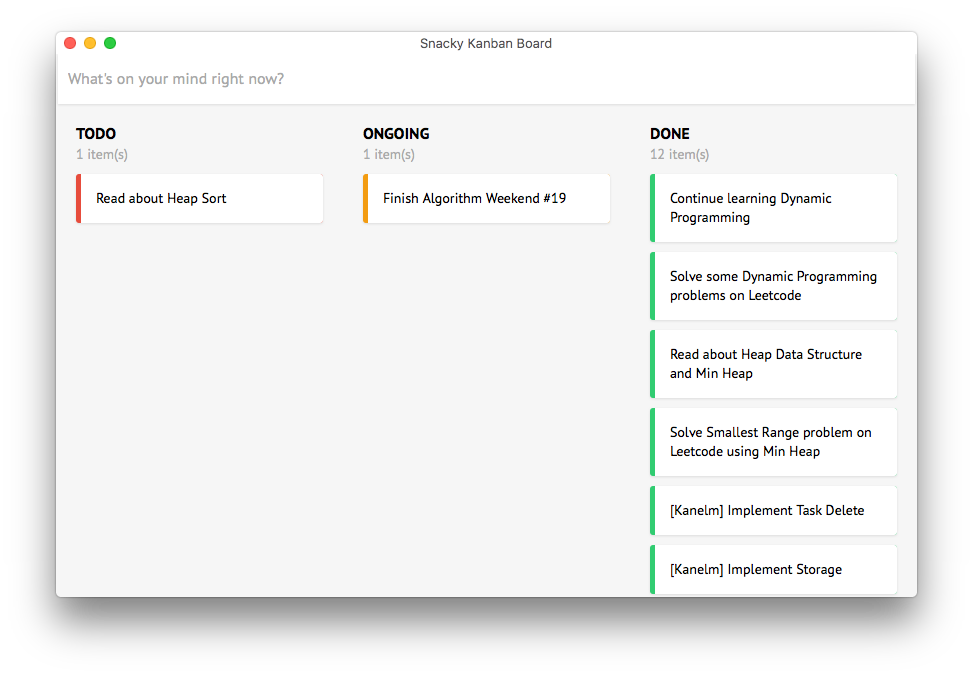 Snacky Kanban Board
What's on your mind right now?
TODO
1 item(s)
Read about Heap Sort
ONGOING
1 item(s)
Finish Algorithm Weekend #19
DONE
12 item(s)
Continue learning Dynamic
Programming
Solve some Dynamic Programming
problems on Leetcode
Read about Heap Data Structure
and Min Heap
Solve Smallest Range problem on
Leetcode using Min Heap
[Kanelm] Implement Task Delete
[Kanelm] Implement Storage